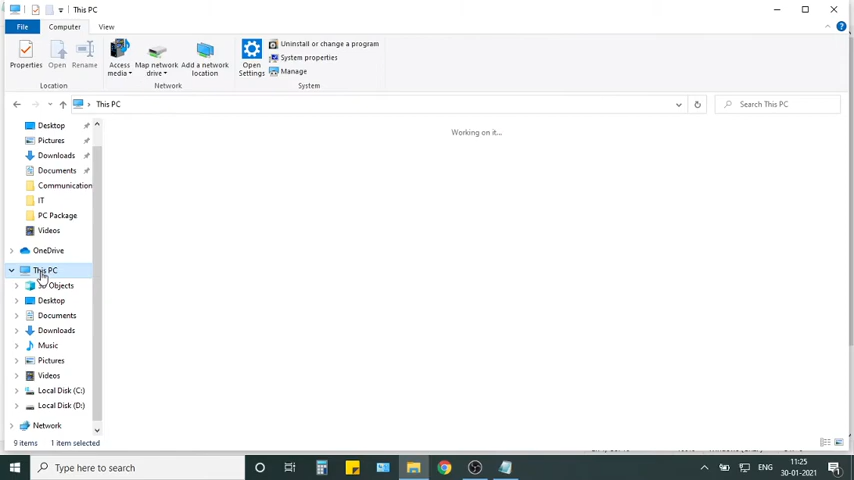 This PC
File Computer View
Properties Open Rename Access media Map network drive Add a network location Open Settings Uninstall or change a program System properties Manage
Location Network System
This PC Search This PC
Working on it...
Desktop
Pictures
Downloads
Documents
Communication
IT
PC Package
Videos
OneDrive
This PC
3D Objects
Desktop
Documents
Downloads
Music
Pictures
Videos
Local Disk (C:)
Local Disk (D:)
Network
9 items 1 item selected
Type here to search
ENG
11:25
30-01-2021
1